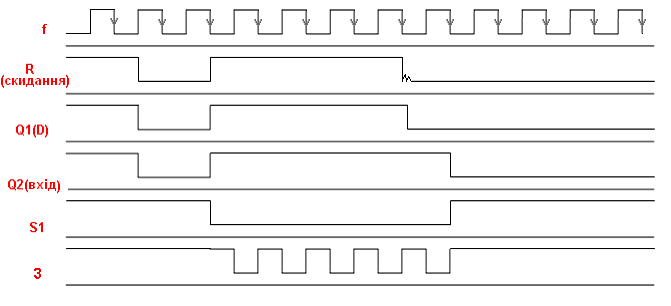 f
R
(скидання)
Q1(D)
Q2(вхід)
S1
3